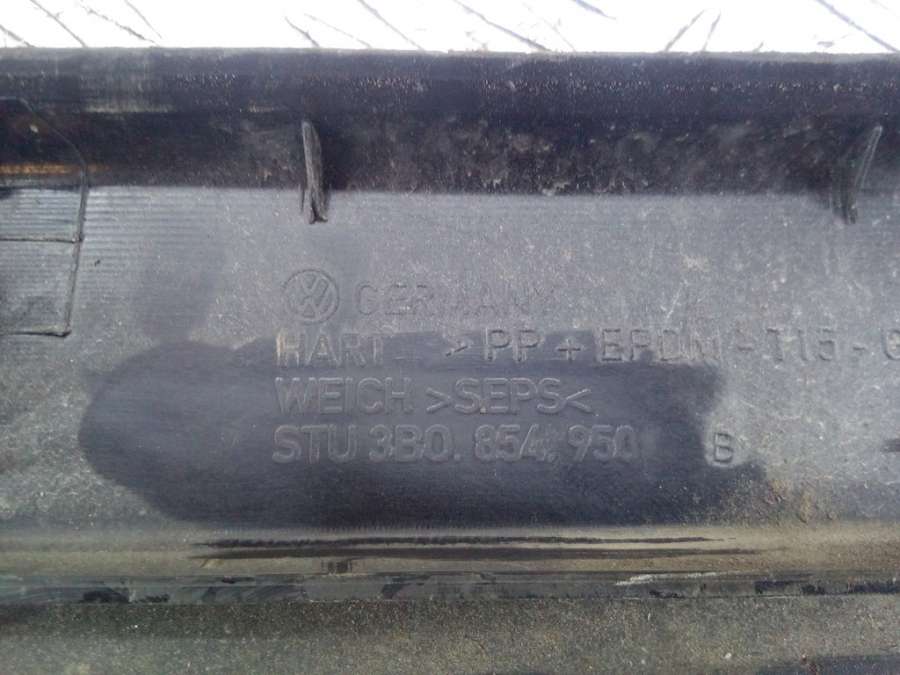 GERMANY
HART >PP+EPDM-T15-
WEICH >SEPS<
STU 3B0. 854. 950 B